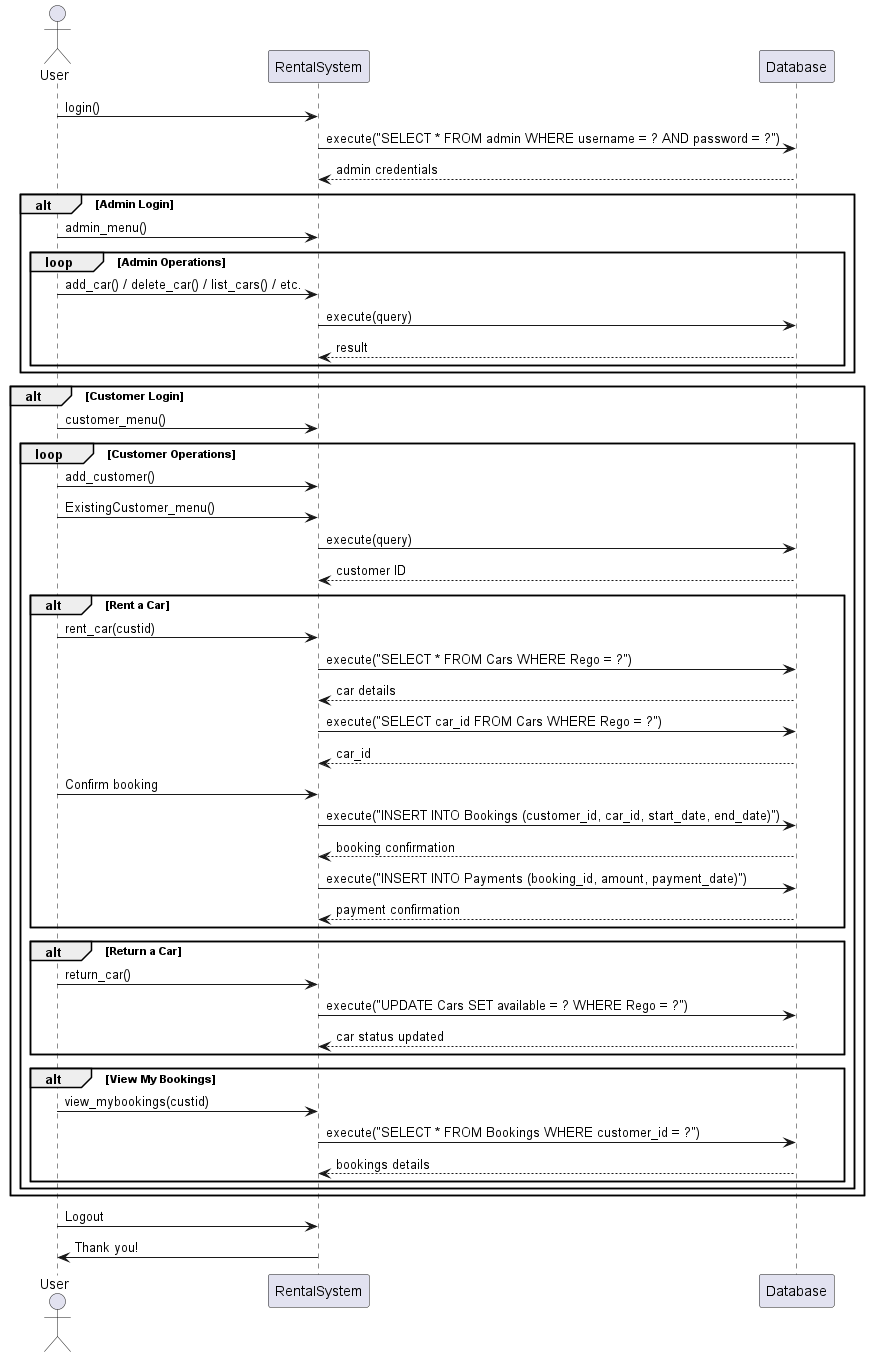 User
RentalSystem
Database
login()
execute("SELECT * FROM admin WHERE username = ? AND password = ?")
admin credentials
alt [Admin Login]
admin_menu()
loop [Admin Operations]
add_car() / delete_car() / list_cars() / etc.
execute(query)
result
alt [Customer Login]
customer_menu()
loop [Customer Operations]
add_customer()
ExistingCustomer_menu()
execute(query)
customer ID
alt [Rent a Car]
rent_car(custid)
execute("SELECT * FROM Cars WHERE Rego = ?")
car details
execute("SELECT car_id FROM Cars WHERE Rego = ?")
car_id
Confirm booking
execute("INSERT INTO Bookings (customer_id, car_id, start_date, end_date)")
booking confirmation
execute("INSERT INTO Payments (booking_id, amount, payment_date)")
payment confirmation
alt [Return a Car]
return_car()
execute("UPDATE Cars SET available = ? WHERE Rego = ?")
car status updated
alt [View My Bookings]
view_mybookings(custid)
execute("SELECT * FROM Bookings WHERE customer_id = ?")
bookings details
Logout
Thank you!
User
RentalSystem
Database